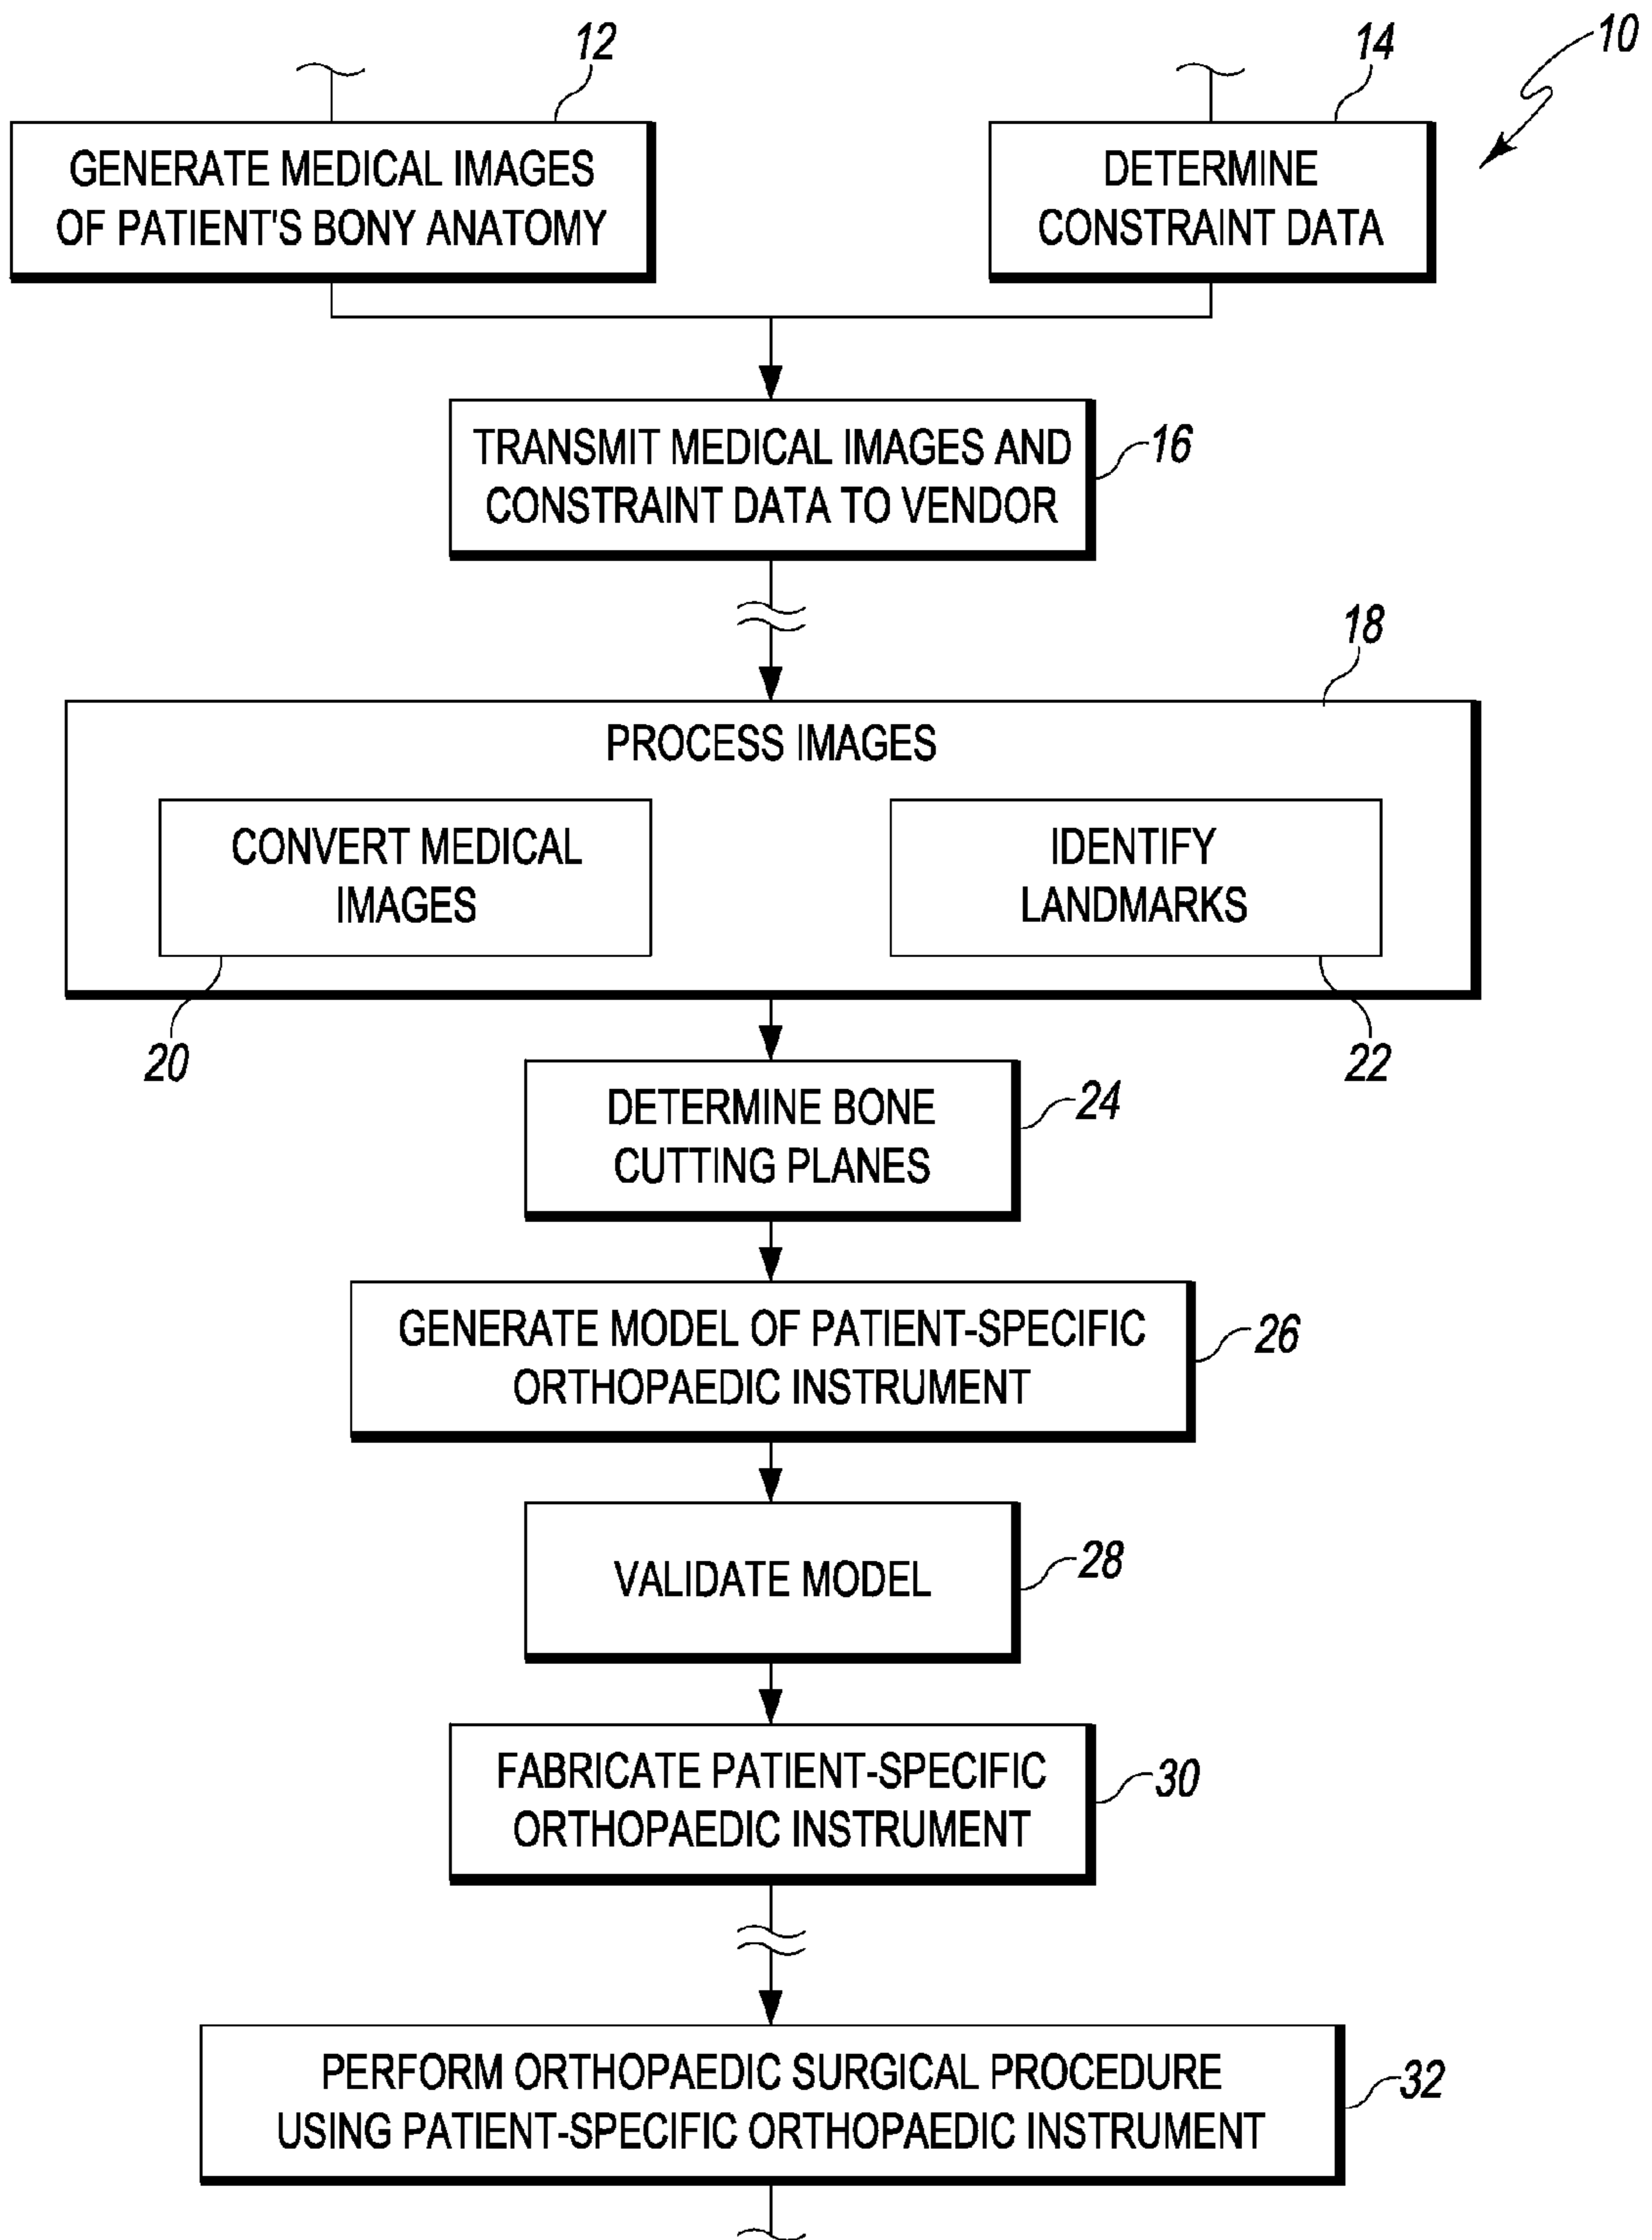 12
14
10
GENERATE MEDICAL IMAGES
OF PATIENT'S BONY ANATOMY
DETERMINE
CONSTRAINT DATA
TRANSMIT MEDICAL IMAGES AND
CONSTRAINT DATA TO VENDOR
16
18
PROCESS IMAGES
CONVERT MEDICAL
IMAGES
IDENTIFY
LANDMARKS
20
22
DETERMINE BONE
CUTTING PLANES
24
GENERATE MODEL OF PATIENT-SPECIFIC
ORTHOPAEDIC INSTRUMENT
26
VALIDATE MODEL
28
FABRICATE PATIENT-SPECIFIC
ORTHOPAEDIC INSTRUMENT
30
PERFORM ORTHOPAEDIC SURGICAL PROCEDURE
USING PATIENT-SPECIFIC ORTHOPAEDIC INSTRUMENT
32